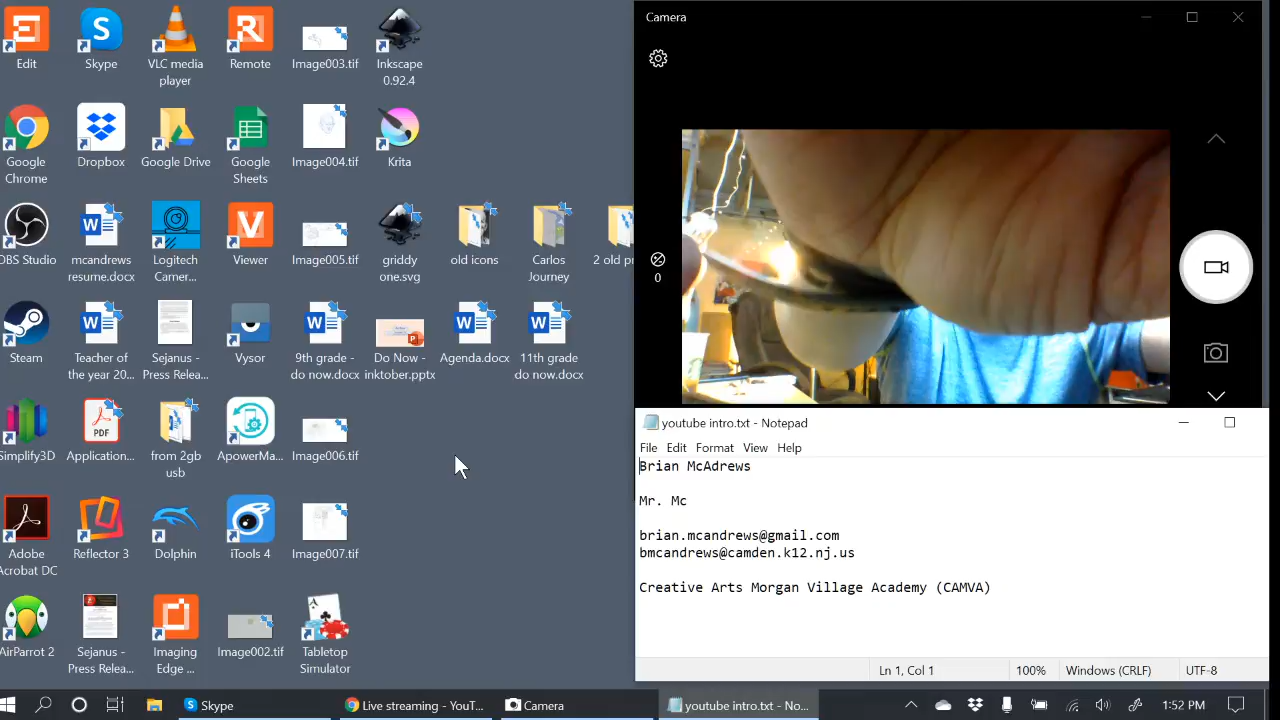 Edit
Skype
VLC media
player
Remote
Image003.tif
Inkscape
0.92.4
Google
Chrome
Dropbox
Google Drive
Google
Sheets
Image004.tif
Krita
OBS Studio
mcandrews
resume.docx
Logitech
Camer...
Viewer
Image005.tif
griddy
one.svg
old icons
Carlos
Journey
2 old pr
Steam
Teacher of
the year 20...
Sejanus -
Press Relea...
Vysor
9th grade -
do now.docx
Do Now -
inktober.pptx
Agenda.docx
11th grade
do now.docx
Simplify3D
PDF
Application...
from 2gb
usb
ApowerMa...
Image006.tif
Adobe
Acrobat DC
Reflector 3
Dolphin
iTools 4
Image007.tif
AirParrot 2
Sejanus -
Press Relea...
Imaging
Edge ...
Image002.tif
Tabletop
Simulator
Camera
0
youtube intro.txt - Notepad
File Edit Format View Help
Brian McAdrews
Mr. Mc
brian.mcandrews@gmail.com
bmcandrews@camden.k12.nj.us
Creative Arts Morgan Village Academy (CAMVA)
Ln 1, Col 1 100% Windows (CRLF) UTF-8
Skype
Live streaming - YouT...
Camera
youtube intro.txt - No...
1:52 PM